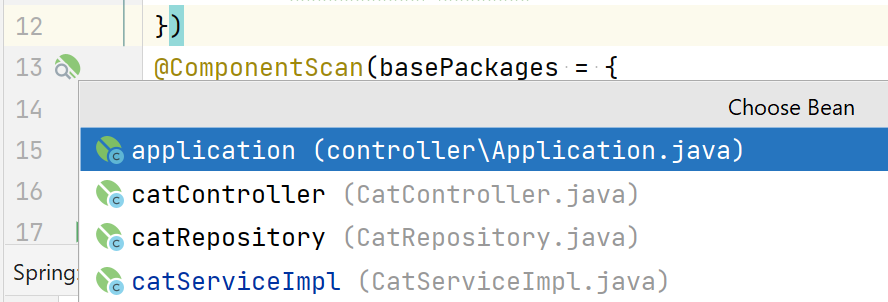 12 })
13 @ComponentScan(basePackages = {
14
Choose Bean
15 application (controller\Application.java)
16 catController (CatController.java)
17 catRepository (CatRepository.java)
Spring:
catServiceImpl (CatServiceImpl.java)